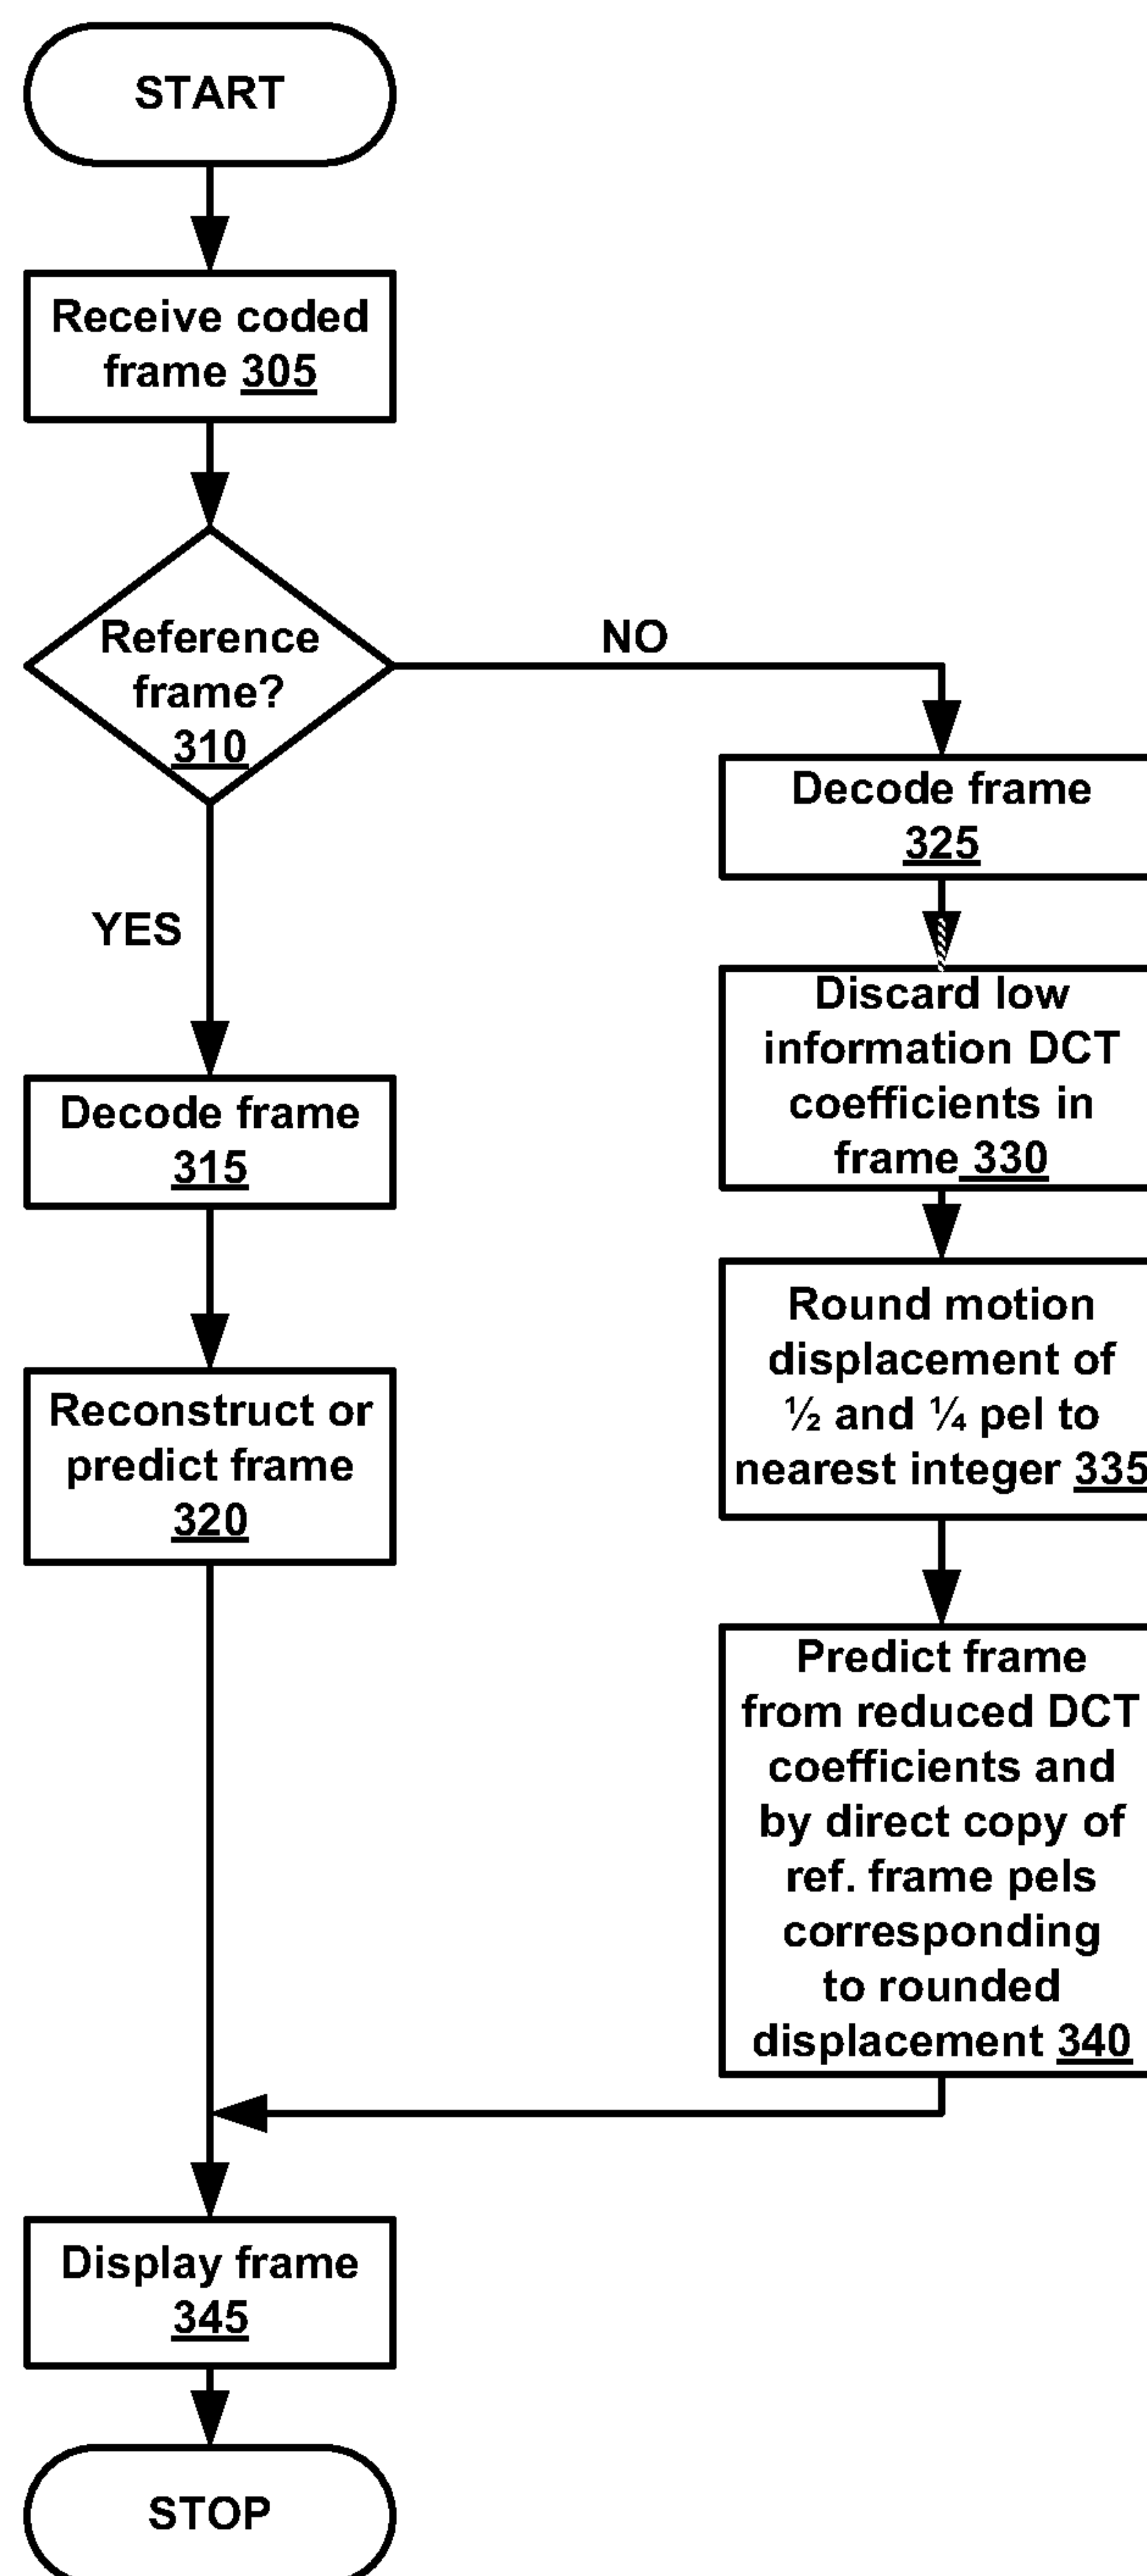 START
Receive coded
frame 305
Reference
frame?
310
NO
YES
Decode frame
315
Reconstruct or
predict frame
320
Decode frame
325
Discard low
information DCT
coefficients in
frame 330
Round motion
displacement of
½ and ¼ pel to
nearest integer 335
Predict frame
from reduced DCT
coefficients and
by direct copy of
ref. frame pels
corresponding
to rounded
displacement 340
Display frame
345
STOP